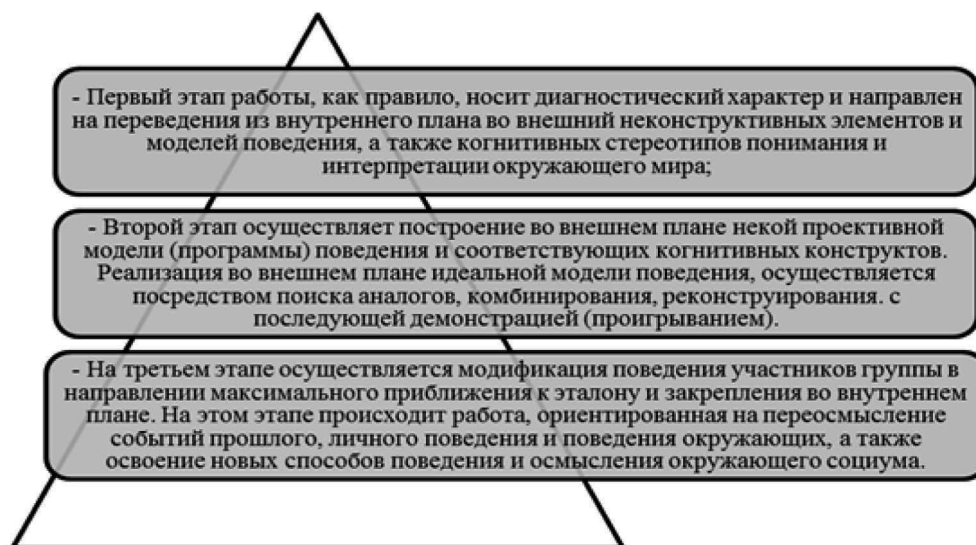 - Первый этап работы, как правило, носит диагностический характер и направлен
на переведения из внутреннего плана во внешний неконструктивных элементов и
моделей поведения, а также когнитивных стереотипов понимания и
интерпретации окружающего мира;
- Второй этап осуществляет построение во внешнем плане некой проективной
модели (программы) поведения и соответствующих когнитивных конструктов.
Реализация во внешнем плане идеальной модели поведения, осуществляется
посредством поиска аналогов, комбинирования, реконструирования. с
последующей демонстрацией (проигрыванием).
- На третьем этапе осуществляется модификация поведения участников группы в
направлении максимального приближения к эталону и закрепления во внутреннем
плане. На этом этапе происходит работа, ориентированная на переосмысление
событий прошлого, личного поведения и поведения окружающих, а также
освоение новых способов поведения и осмысления окружающего социума.